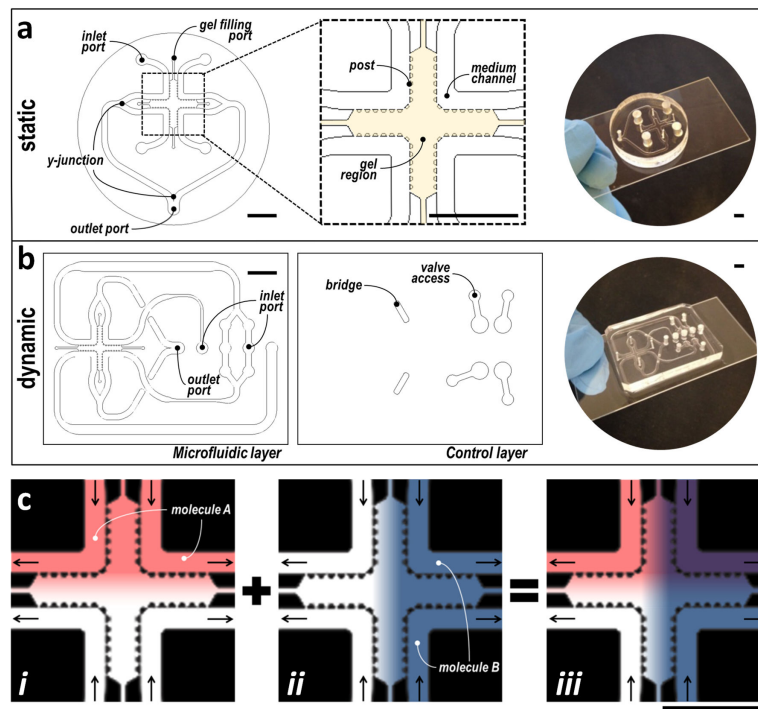 a
static
inlet
port
gel filling
port
y-junction
outlet port
post
medium
channel
gel
region
b
dynamic
inlet
port
outlet
port
Microfluidic layer
bridge
valve
access
Control layer
c
molecule A
i
+
molecule B
ii
=
iii